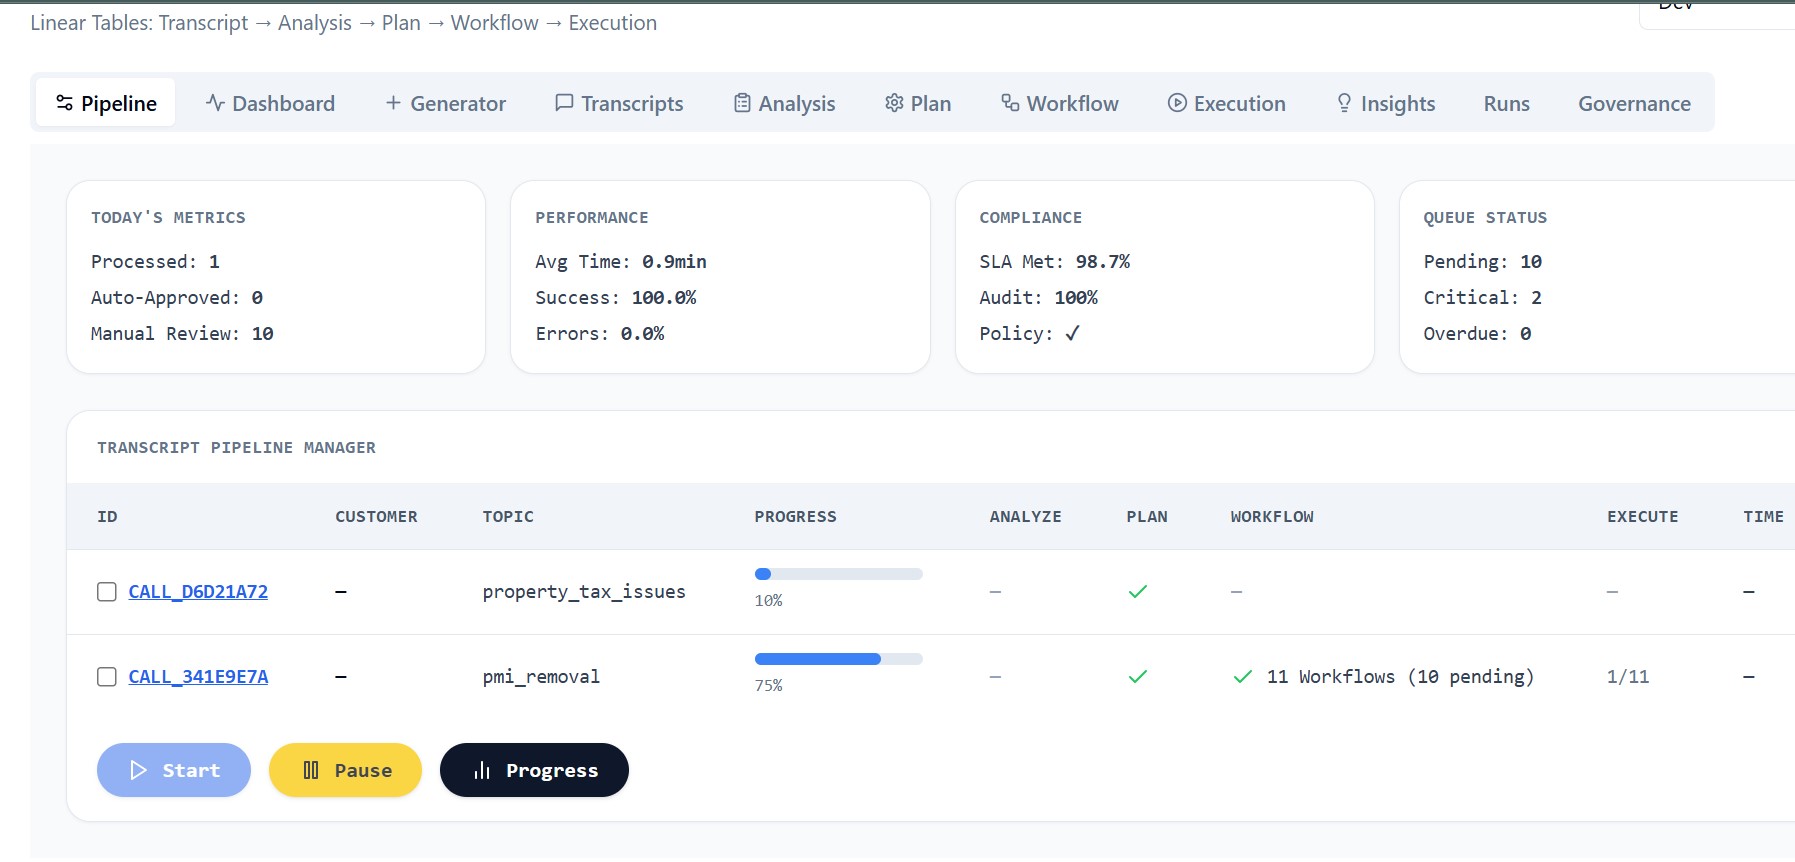 Linear Tables: Transcript → Analysis → Plan → Workflow → Execution
Dev
Pipeline Dashboard Generator Transcripts Analysis Plan Workflow Execution Insights Runs Governance
TODAY'S METRICS
Processed: 1
Auto-Approved: 0
Manual Review: 10
PERFORMANCE
Avg Time: 0.9min
Success: 100.0%
Errors: 0.0%
COMPLIANCE
SLA Met: 98.7%
Audit: 100%
Policy: ✓
QUEUE STATUS
Pending: 10
Critical: 2
Overdue: 0
TRANSCRIPT PIPELINE MANAGER
ID CUSTOMER TOPIC PROGRESS ANALYZE PLAN WORKFLOW EXECUTE TIME
CALL_D6D21A72 — property_tax_issues 10% — ✓ — — —
CALL_341E9E7A — pmi_removal 75% — ✓ ✓ 11 Workflows (10 pending) 1/11 —
Start Pause Progress